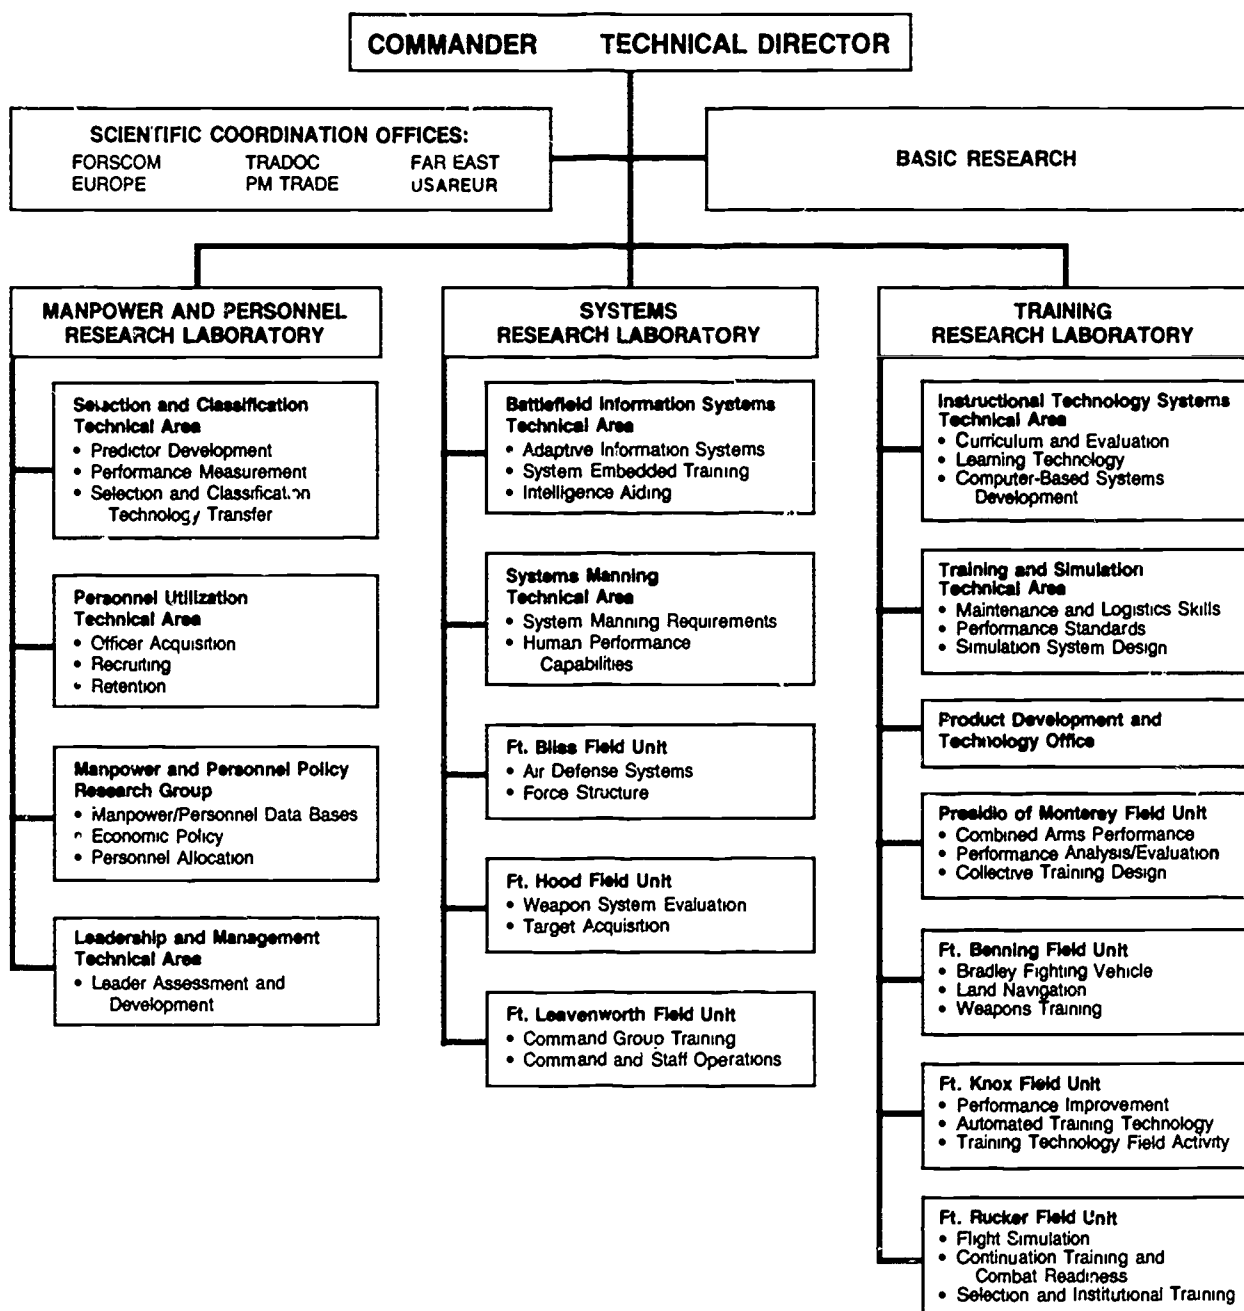 COMMANDER TECHNICAL DIRECTOR
SCIENTIFIC COORDINATION OFFICES:
FORSCOM TRADOC FAR EAST
EUROPE PM TRADE USAREUR
BASIC RESEARCH
MANPOWER AND PERSONNEL
RESEARCH LABORATORY
Selection and Classification
Technical Area
• Predictor Development
• Performance Measurement
• Selection and Classification
Technology Transfer
Personnel Utilization
Technical Area
• Officer Acquisition
• Recruiting
• Retention
Manpower and Personnel Policy
Research Group
• Manpower/Personnel Data Bases
• Economic Policy
• Personnel Allocation
Leadership and Management
Technical Area
• Leader Assessment and
Development
SYSTEMS
RESEARCH LABORATORY
Battlefield Information Systems
Technical Area
• Adaptive Information Systems
• System Embedded Training
• Intelligence Aiding
Systems Manning
Technical Area
• System Manning Requirements
• Human Performance
Capabilities
Ft. Bliss Field Unit
• Air Defense Systems
• Force Structure
Ft. Hood Field Unit
• Weapon System Evaluation
• Target Acquisition
Ft. Leavenworth Field Unit
• Command Group Training
• Command and Staff Operations
TRAINING
RESEARCH LABORATORY
Instructional Technology Systems
Technical Area
• Curriculum and Evaluation
• Learning Technology
• Computer-Based Systems
Development
Training and Simulation
Technical Area
• Maintenance and Logistics Skills
• Performance Standards
• Simulation System Design
Product Development and
Technology Office
Presidio of Monterey Field Unit
• Combined Arms Performance
• Performance Analysis/Evaluation
• Collective Training Design
Ft. Benning Field Unit
• Bradley Fighting Vehicle
• Land Navigation
• Weapons Training
Ft. Knox Field Unit
• Performance Improvement
• Automated Training Technology
• Training Technology Field Activity
Ft. Rucker Field Unit
• Flight Simulation
• Continuation Training and
Combat Readiness
• Selection and Institutional Training